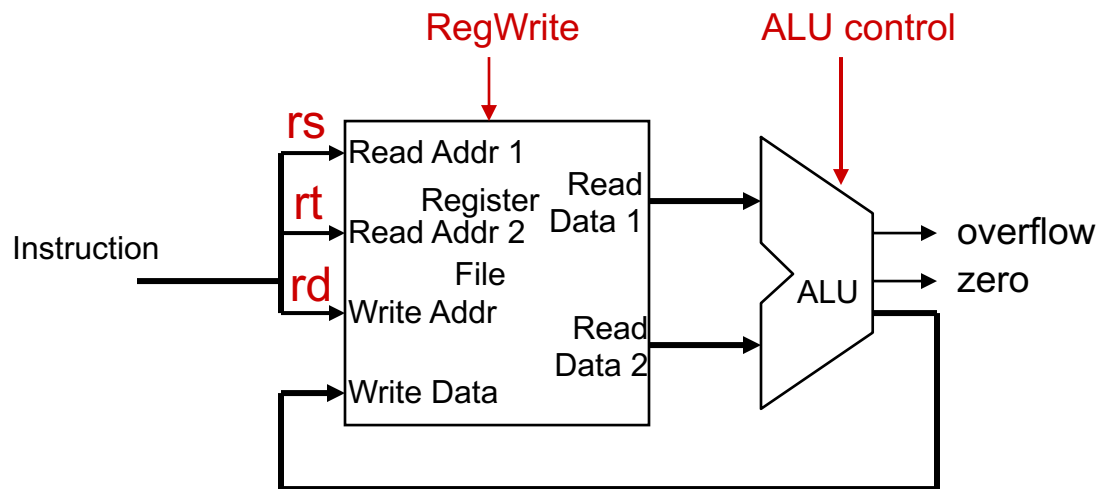 RegWrite
ALU control
rs
Read Addr 1
rt
Register
Read Addr 2
Instruction
rd
File
Write Addr
Write Data
Read
Data 1
Read
Data 2
ALU
overflow
zero